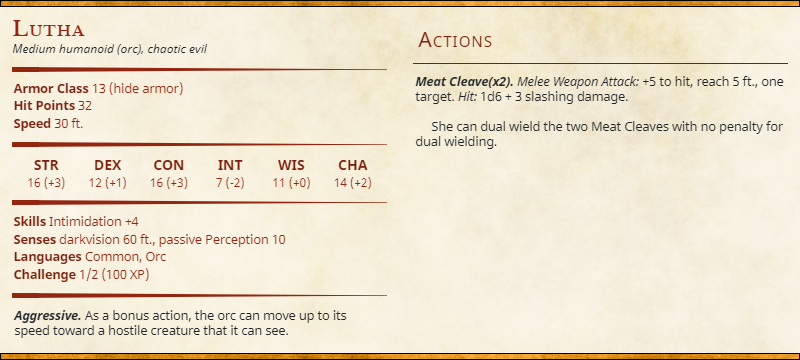 Lutha
Medium humanoid (orc), chaotic evil
Armor Class 13 (hide armor)
Hit Points 32
Speed 30 ft.
STR DEX CON INT WIS CHA
16 (+3) 12 (+1) 16 (+3) 7 (-2) 11 (+0) 14 (+2)
Skills Intimidation +4
Senses darkvision 60 ft., passive Perception 10
Languages Common, Orc
Challenge 1/2 (100 XP)
Aggressive. As a bonus action, the orc can move up to its
speed toward a hostile creature that it can see.
Actions
Meat Cleave(x2). Melee Weapon Attack: +5 to hit, reach 5 ft., one
target. Hit: 1d6 + 3 slashing damage.
She can dual wield the two Meat Cleaves with no penalty for
dual wielding.